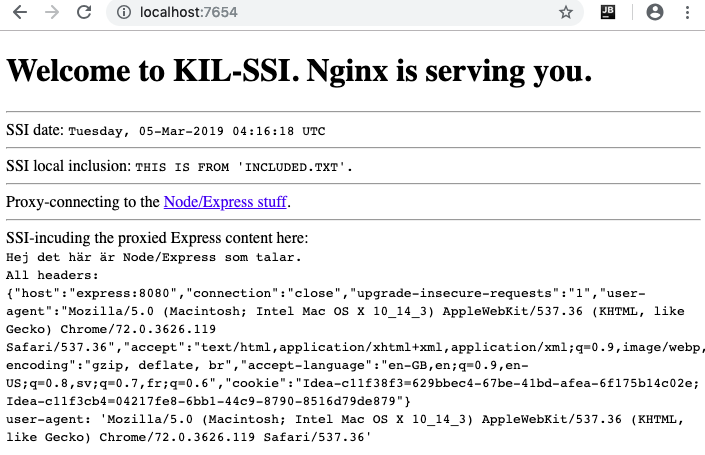 localhost:7654
JB
Welcome to KIL-SSI. Nginx is serving you.
SSI date: Tuesday, 05-Mar-2019 04:16:18 UTC
SSI local inclusion: THIS IS FROM 'INCLUDED.TXT'.
Proxy-connecting to the Node/Express stuff.
SSI-incuding the proxied Express content here:
Hej det här är Node/Express som talar.
All headers:
{"host":"express:8080","connection":"close","upgrade-insecure-requests":"1","user-
agent":"Mozilla/5.0 (Macintosh; Intel Mac OS X 10_14_3) AppleWebKit/537.36 (KHTML, like
Gecko) Chrome/72.0.3626.119
Safari/537.36","accept":"text/html,application/xhtml+xml,application/xml;q=0.9,image/webp,
encoding":"gzip, deflate, br","accept-language":"en-GB,en;q=0.9,en-
US;q=0.8,sv;q=0.7,fr;q=0.6","cookie":"Idea-c11f38f3=629bbec4-67be-41bd-afea-6f175b14c02e;
Idea-c11f3cb4=04217fe8-6bb1-44c9-8790-8516d79de879"}
user-agent: 'Mozilla/5.0 (Macintosh; Intel Mac OS X 10_14_3) AppleWebKit/537.36 (KHTML,
like Gecko) Chrome/72.0.3626.119 Safari/537.36'